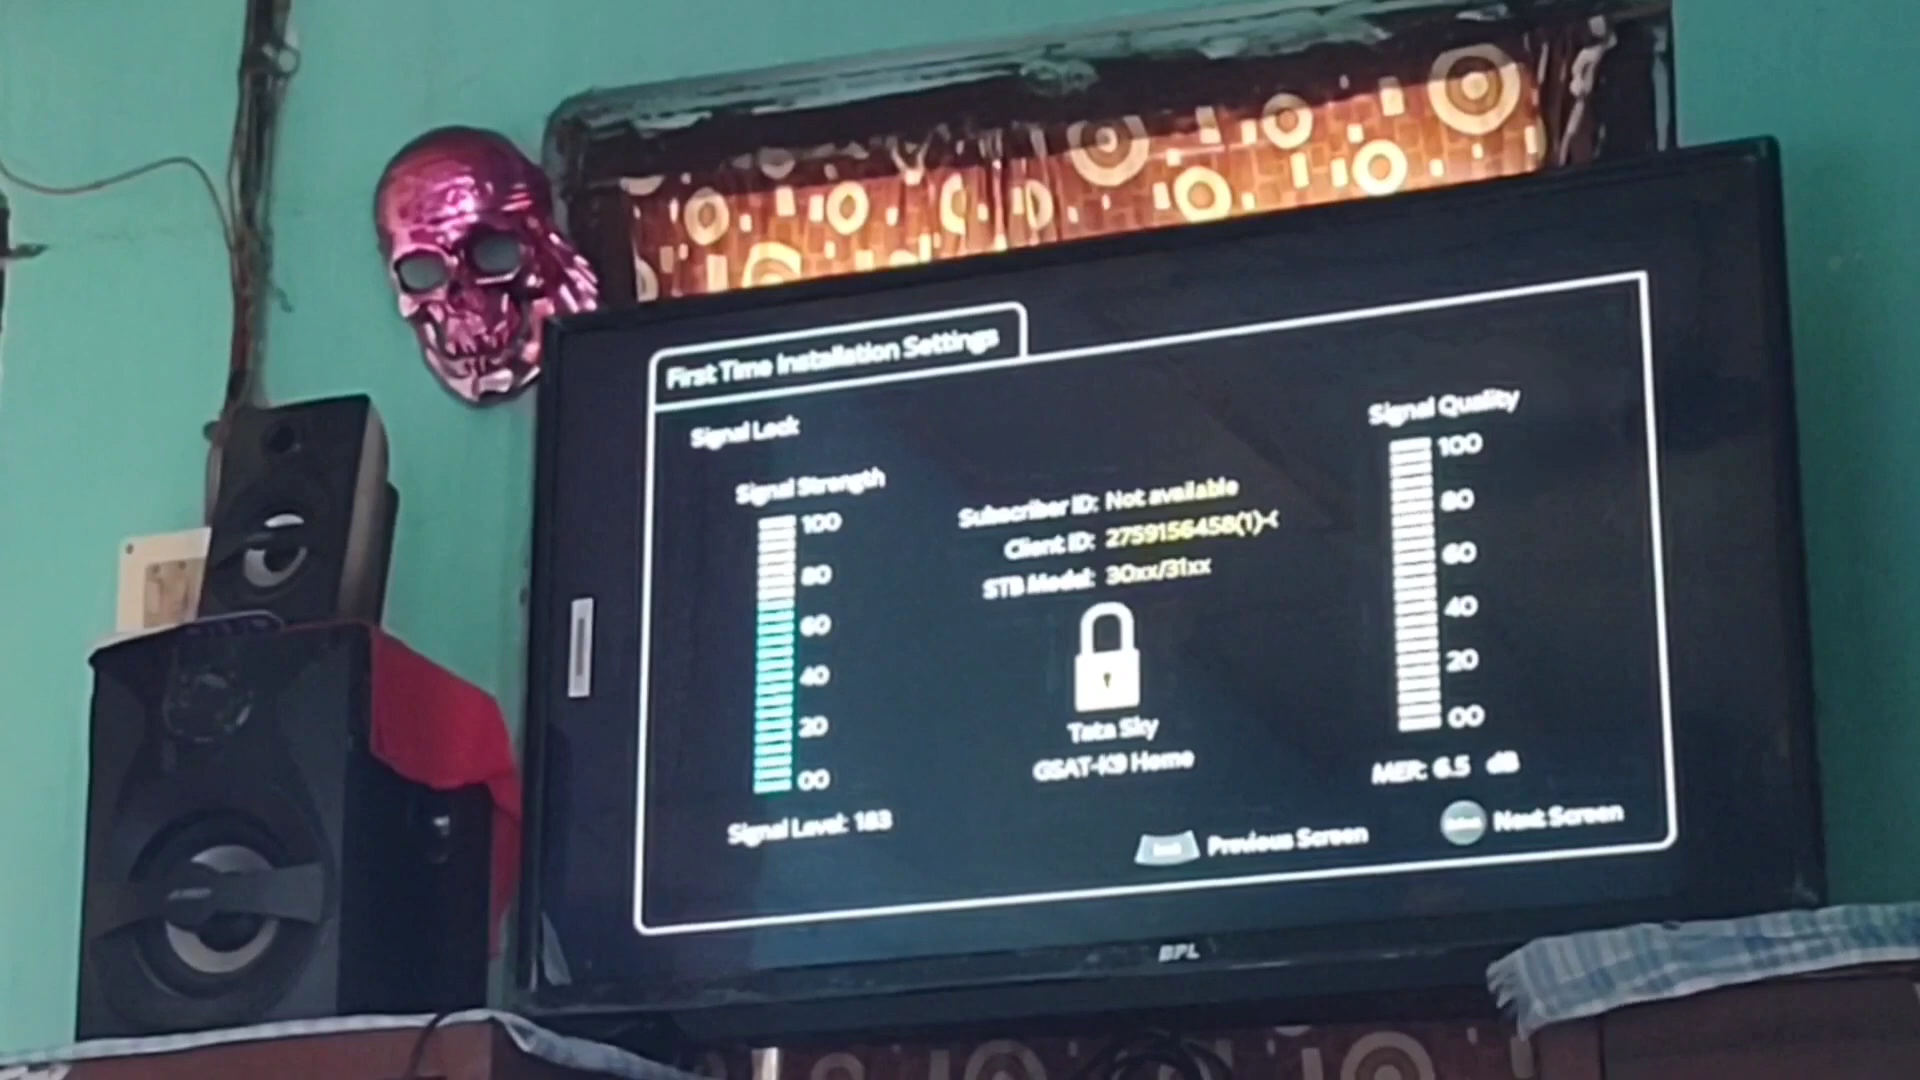 First Time Installation Settings
Signal Lock
Signal Strength
100
80
60
40
20
00
Signal Level: 183
Subscriber ID: Not available
Client ID: 2759156458(1)-(
STB Model: 30xx/31xx
Tata Sky
GSAT-K9 Home
Signal Quality
100
80
60
40
20
00
MER: 6.5 dB
Previous Screen
Next Screen
BPL